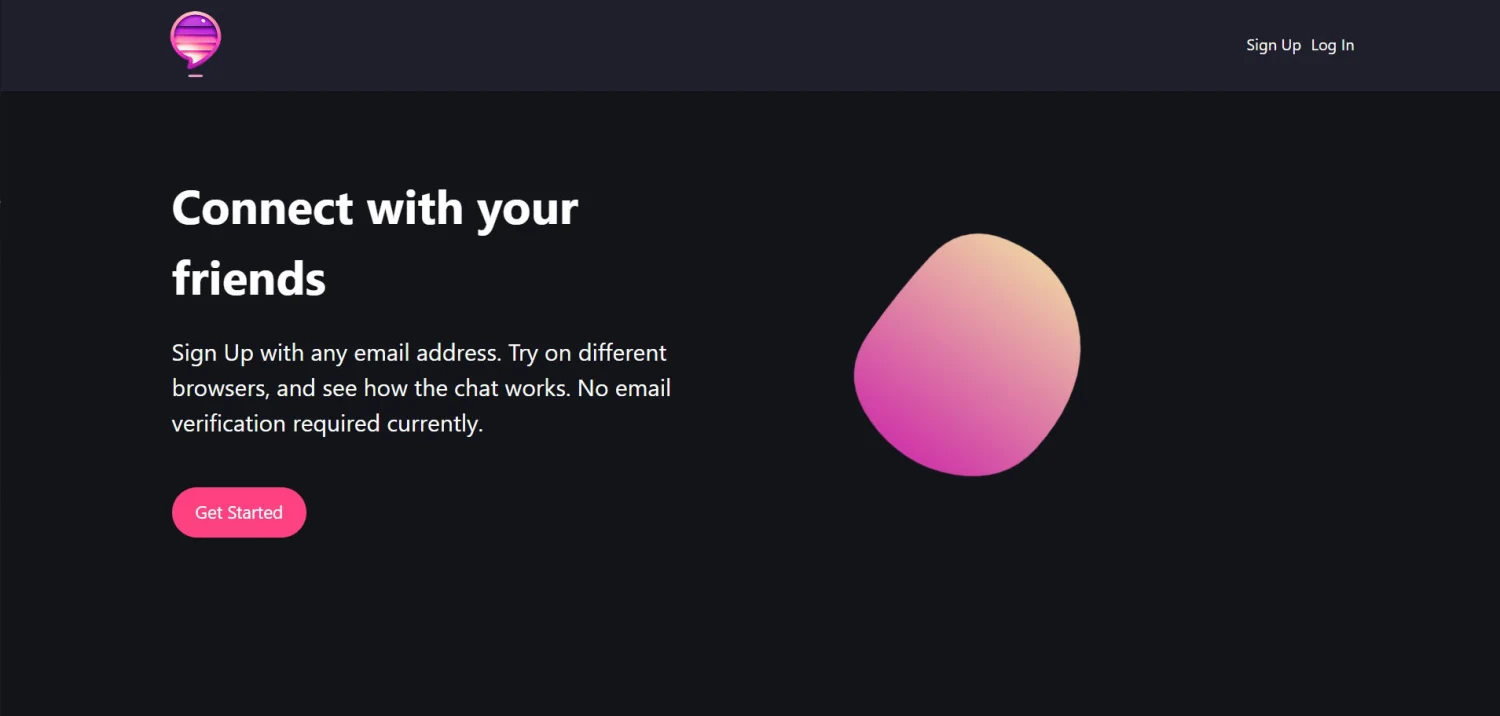 Sign Up Log In
Connect with your
friends
Sign Up with any email address. Try on different
browsers, and see how the chat works. No email
verification required currently.
Get Started